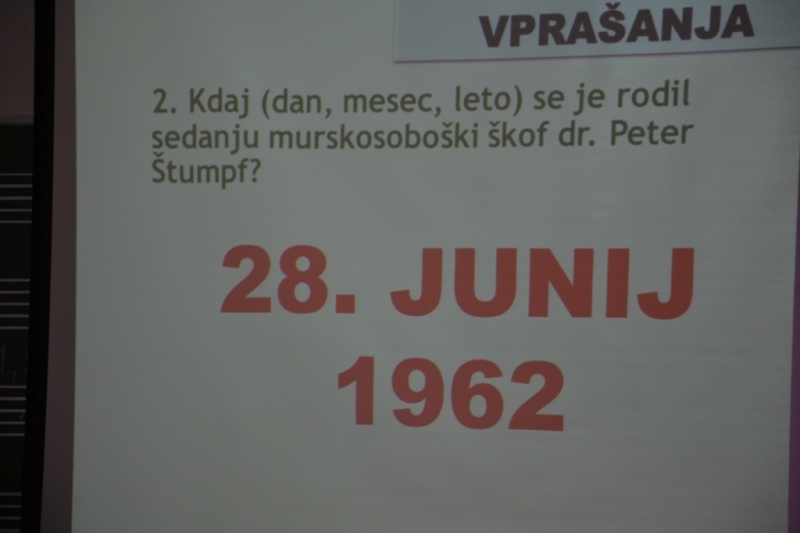 VPRAŠANJA
2. Kdaj (dan, mesec, leto) se je rodil
sedanju murskosoboški škof dr. Peter
Štumpf?
28. JUNIJ
1962